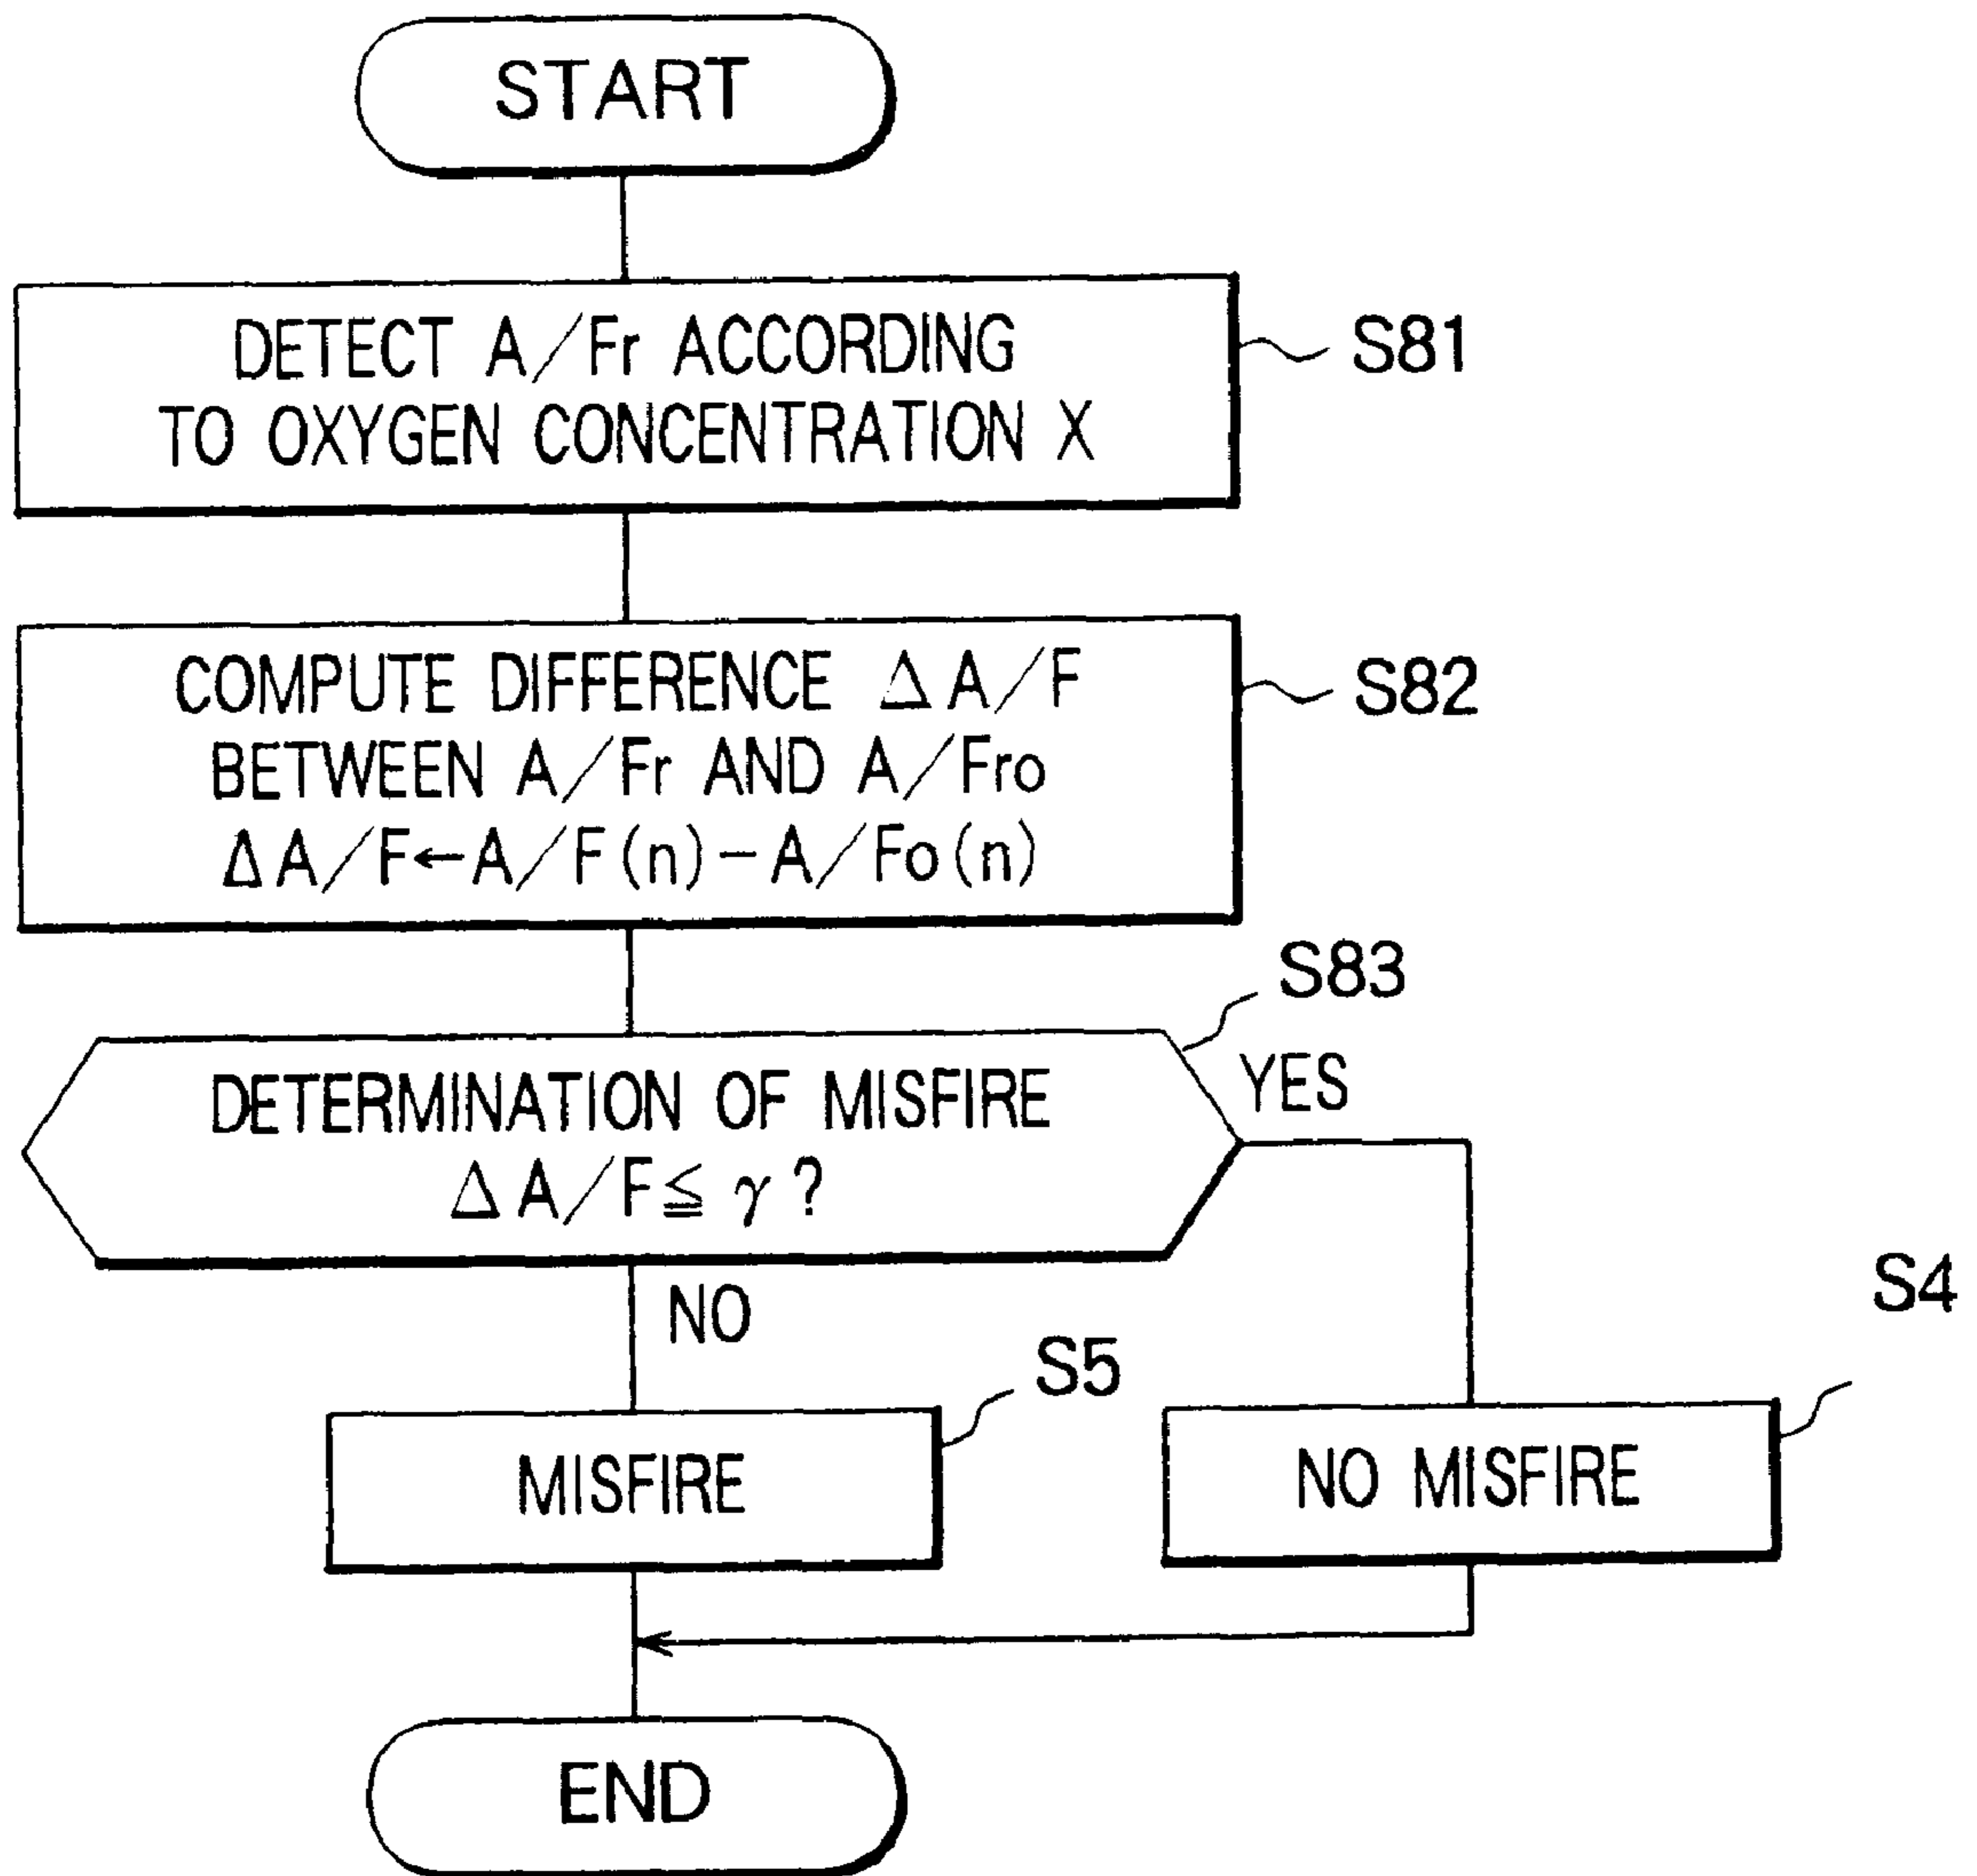 START
DETECT A/Fr ACCORDING
TO OXYGEN CONCENTRATION X
S81
COMPUTE DIFFERENCE ΔA/F
BETWEEN A/Fr AND A/Fro
ΔA/F←A/F(n)-A/Fo(n)
S82
S83
DETERMINATION OF MISFIRE
ΔA/F≦γ?
YES
NO
S5
MISFIRE
S4
NO MISFIRE
END